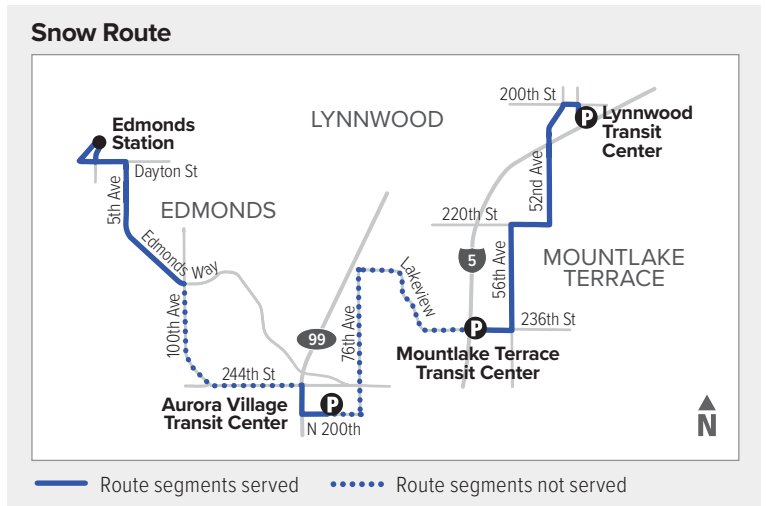 Snow Route
200th St
LYNNWOOD
Lynnwood
Transit
Center
Edmonds
Station
Dayton St
5th Ave
52nd Ave
EDMONDS
220th St
Edmonds Way
5
56th Ave
MOUNTLAKE
TERRACE
Lakeview
100th Ave
76th Ave
99
P
P
236th St
Mountlake Terrace
Transit Center
244th St
Aurora Village
Transit Center
P
N 200th
N
Route segments served
Route segments not served